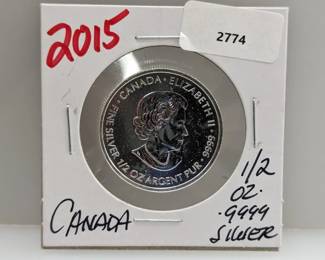 2015
2774
CANADA • ELIZABETH II •
FINE SILVER 1/2 OZ ARGENT PUR • 9999
CANADA
1/2
OZ.
.9999
SILVER